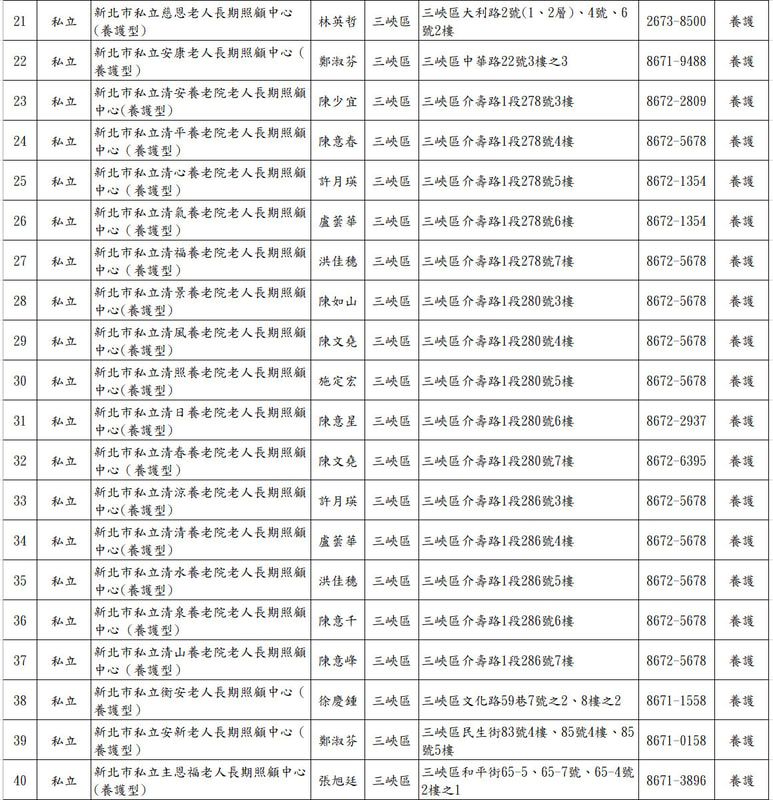 21 私立 新北市私立慈恩老人長期照顧中心(養護型) 林英哲 三峽區 三峽區大利路2號(1、2層)、4號、6號2樓 2673-8500 養護
22 私立 新北市私立安康老人長期照顧中心（養護型） 鄭淑芬 三峽區 三峽區中華路22號3樓之3 8671-9488 養護
23 私立 新北市私立清安養老院老人長期照顧中心(養護型) 陳少宜 三峽區 三峽區介壽路1段278號3樓 8672-2809 養護
24 私立 新北市私立清平養老院老人長期照顧中心（養護型） 陳意春 三峽區 三峽區介壽路1段278號4樓 8672-5678 養護
25 私立 新北市私立清心養老院老人長期照顧中心（養護型） 許月瑛 三峽區 三峽區介壽路1段278號5樓 8672-1354 養護
26 私立 新北市私立清氣養老院老人長期照顧中心（養護型） 盧蕓華 三峽區 三峽區介壽路1段278號6樓 8672-1354 養護
27 私立 新北市私立清福養老院老人長期照顧中心（養護型） 洪佳穗 三峽區 三峽區介壽路1段278號7樓 8672-5678 養護
28 私立 新北市私立清景養老院老人長期照顧中心(養護型) 陳如山 三峽區 三峽區介壽路1段280號3樓 8672-5678 養護
29 私立 新北市私立清風養老院老人長期照顧中心(養護型) 陳文堯 三峽區 三峽區介壽路1段280號4樓 8672-5678 養護
30 私立 新北市私立清照養老院老人長期照顧中心(養護型) 施定宏 三峽區 三峽區介壽路1段280號5樓 8672-5678 養護
31 私立 新北市私立清日養老院老人長期照顧中心(養護型) 陳意星 三峽區 三峽區介壽路1段280號6樓 8672-2937 養護
32 私立 新北市私立清春養老院老人長期照顧中心（養護型） 陳文堯 三峽區 三峽區介壽路1段280號7樓 8672-6395 養護
33 私立 新北市私立清涼養老院老人長期照顧中心(養護型) 許月瑛 三峽區 三峽區介壽路1段286號3樓 8672-5678 養護
34 私立 新北市私立清清養老院老人長期照顧中心(養護型) 盧蕓華 三峽區 三峽區介壽路1段286號4樓 8672-5678 養護
35 私立 新北市私立清水養老院老人長期照顧中心(養護型) 洪佳穗 三峽區 三峽區介壽路1段286號5樓 8672-5678 養護
36 私立 新北市私立清泉養老院老人長期照顧中心（養護型） 陳意千 三峽區 三峽區介壽路1段286號6樓 8672-5678 養護
37 私立 新北市私立清山養老院老人長期照顧中心（養護型） 陳意峰 三峽區 三峽區介壽路1段286號7樓 8672-5678 養護
38 私立 新北市私立衡安老人長期照顧中心（養護型） 徐慶鍾 三峽區 三峽區文化路59巷7號之2、8樓之2 8671-1558 養護
39 私立 新北市私立安新老人長期照顧中心（養護型） 鄭淑芬 三峽區 三峽區民生街83號4樓、85號4樓、85號5樓 8671-0158 養護
40 私立 新北市私立主恩福老人長期照顧中心(養護型) 張旭廷 三峽區 三峽區和平街65-5、65-7號、65-4號2樓之1 8671-3896 養護